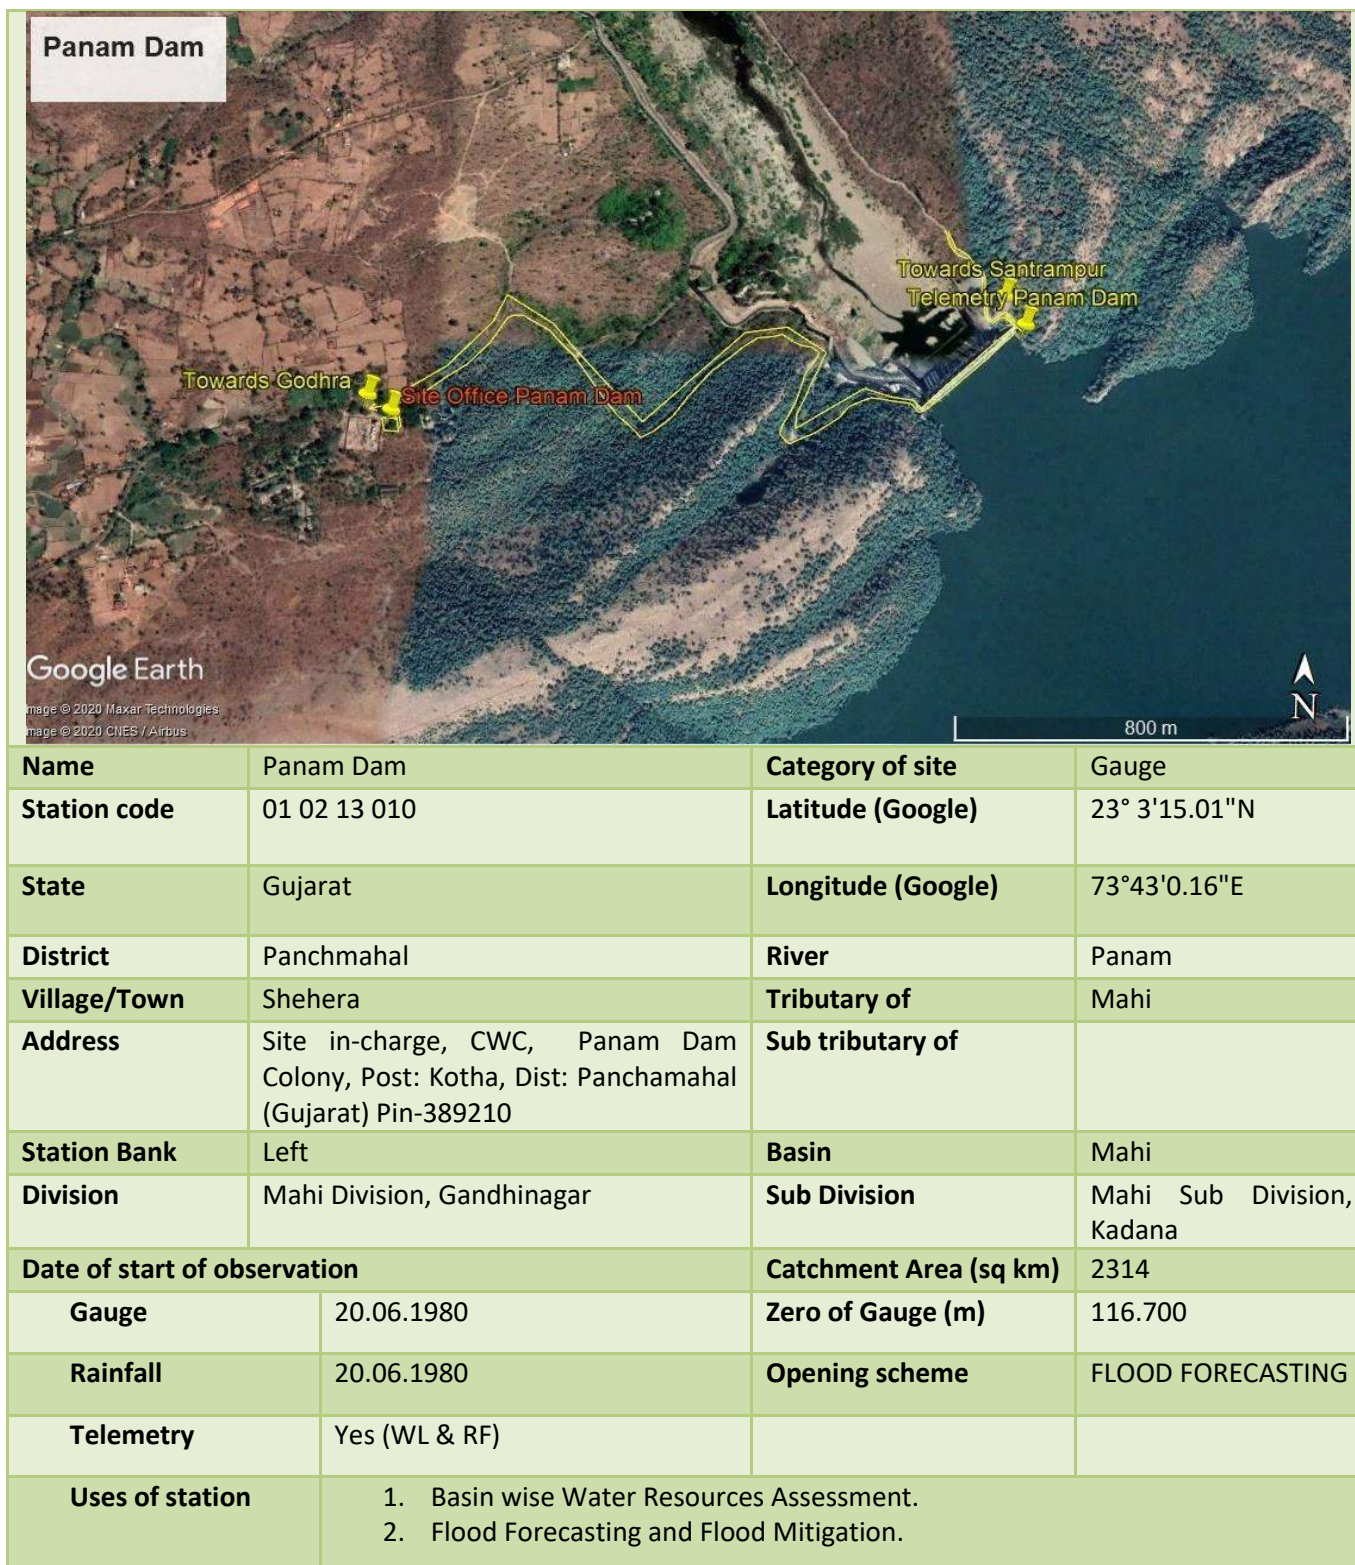 Panam Dam
Towards Santrampur
Telemetry Panam Dam
Towards Godhra
Site Office Panam Dam
Google Earth
mage © 2020 Maxar Technologies
mage © 2020 CNES / Airbus
N
800 m
Name Panam Dam Category of site Gauge
Station code 01 02 13 010 Latitude (Google) 23° 3'15.01"N
State Gujarat Longitude (Google) 73°43'0.16"E
District Panchmahal River Panam
Village/Town Shehera Tributary of Mahi
Address Site in-charge, CWC, Panam Dam Sub tributary of
Colony, Post: Kotha, Dist: Panchamahal
(Gujarat) Pin-389210
Station Bank Left Basin Mahi
Division Mahi Division, Gandhinagar Sub Division Mahi Sub Division,
Kadana
Date of start of observation Catchment Area (sq km) 2314
Gauge 20.06.1980 Zero of Gauge (m) 116.700
Rainfall 20.06.1980 Opening scheme FLOOD FORECASTING
Telemetry Yes (WL & RF)
Uses of station 1. Basin wise Water Resources Assessment.
2. Flood Forecasting and Flood Mitigation.